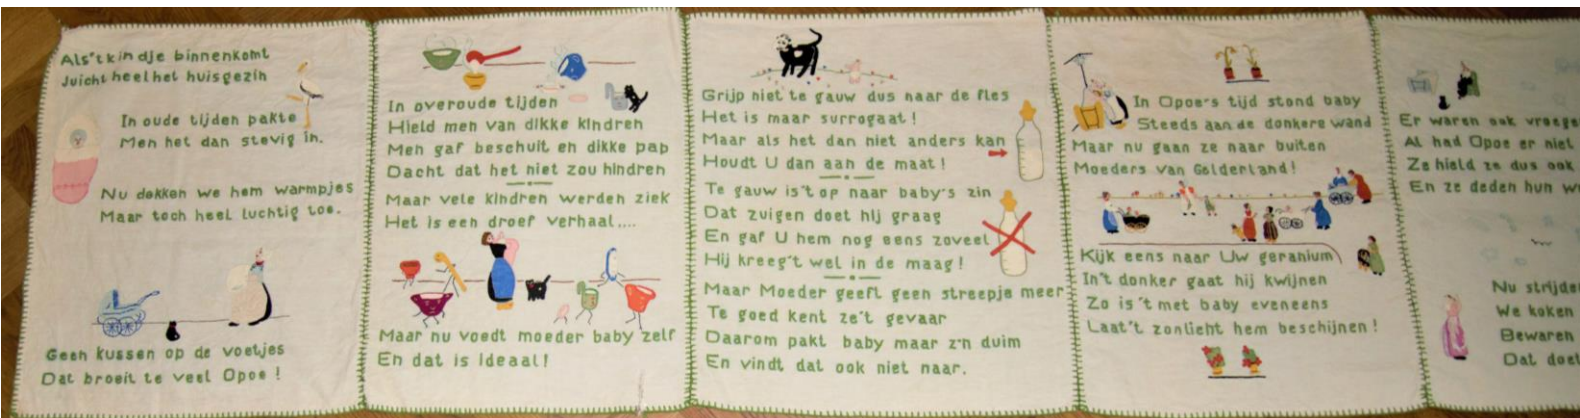 Als't kindje binnenkomt
Juicht heel het huisgezin
In oude tijden pakte
Men het dan stevig in.
Nu dekken we hem warmpjes
Maar toch heel luchtig toe.
Geen kussen op de voetjes
Dat broeit te veel Opoe!
In overoude tijden
Hield men van dikke kindren
Men gaf beschuit en dikke pap
Dacht dat het niet zou hindren
Maar vele kindren werden ziek
Het is een droef verhaal....
Maar nu voedt moeder baby zelf
En dat is ideaal!
Grijp niet te gauw dus naar de fles
Het is maar surrogaat!
Maar als het dan niet anders kan
Houdt U dan aan de maat!
Te gauw is't op naar baby's zin
Dat zuigen doet hij graag
En gaf U hem nog eens zoveel
Hij kreeg't wel in de maag!
Maar Moeder geeft geen streepje meer
Te goed kent ze't gevaar
Daarom pakt baby maar z'n duim
En vindt dat ook niet naar.
In Opoe's tijd stond baby
Steeds aan de donkere wand
Maar nu gaan ze naar buiten
Moeders van Gelderland!
Kijk eens naar Uw geranium
In't donker gaat hij kwijnen
Zo is't met baby eveneens
Laat't zonlicht hem beschijnen!
Er waren ook vroege
Al had Opoe er niet
Ze hield ze dus ook
En ze deden hun w
Nu strijde
We koken
Bewaren
Dat doet